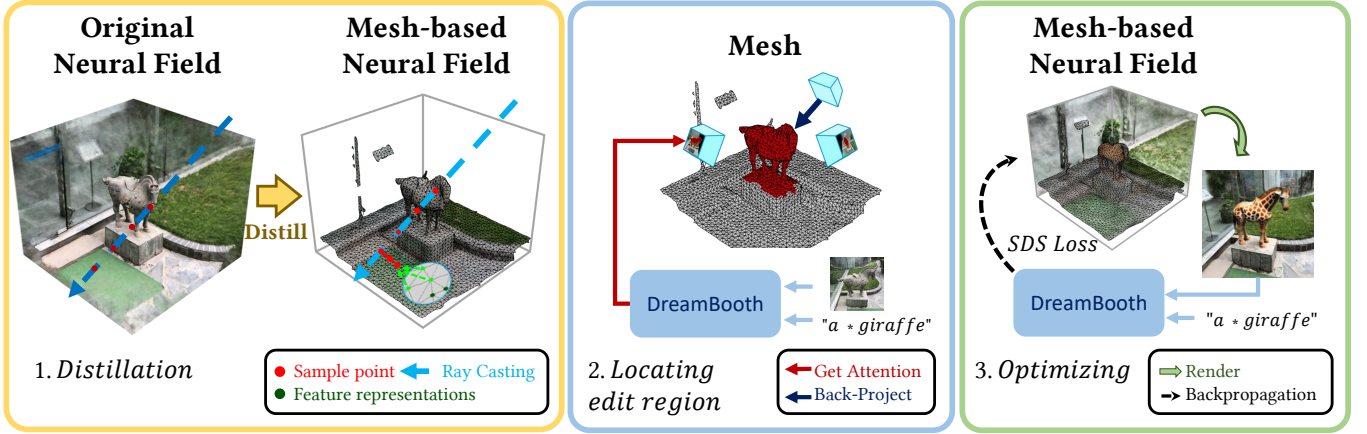 Original
Neural Field
Mesh-based
Neural Field
Distill
1. Distillation
Sample point
Ray Casting
Feature representations
Mesh
DreamBooth
"a * giraffe"
2. Locating
edit region
Get Attention
Back-Project
Mesh-based
Neural Field
SDS Loss
DreamBooth
"a * giraffe"
3. Optimizing
Render
Backpropagation